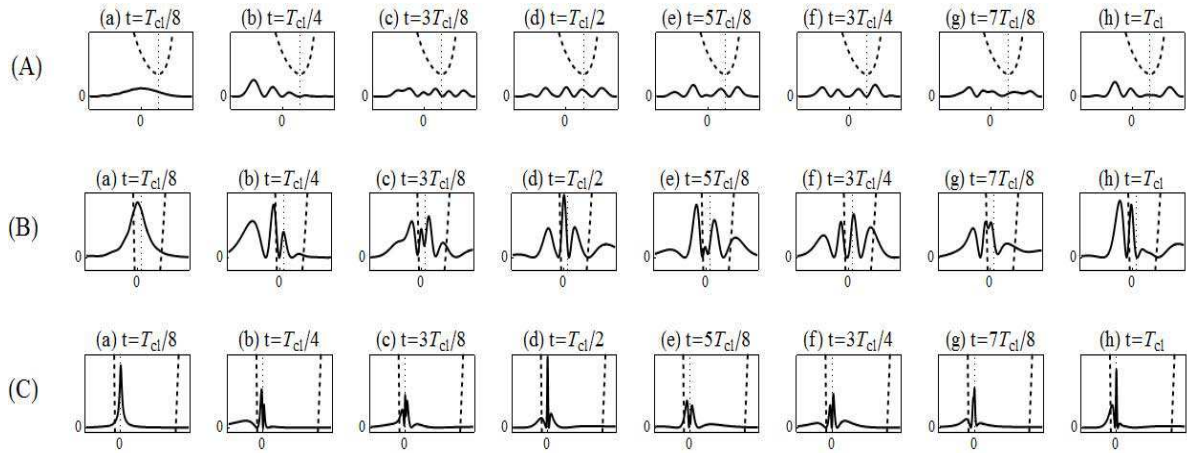 (a) t=Tcl/8 (b) t=Tcl/4 (c) t=3Tcl/8 (d) t=Tcl/2 (e) t=5Tcl/8 (f) t=3Tcl/4 (g) t=7Tcl/8 (h) t=Tcl
(A)
0 0 0 0 0 0 0 0
0 0 0 0 0 0 0 0
(a) t=Tcl/8 (b) t=Tcl/4 (c) t=3Tcl/8 (d) t=Tcl/2 (e) t=5Tcl/8 (f) t=3Tcl/4 (g) t=7Tcl/8 (h) t=Tcl
(B)
0 0 0 0 0 0 0 0
0 0 0 0 0 0 0 0
(a) t=Tcl/8 (b) t=Tcl/4 (c) t=3Tcl/8 (d) t=Tcl/2 (e) t=5Tcl/8 (f) t=3Tcl/4 (g) t=7Tcl/8 (h) t=Tcl
(C)
0 0 0 0 0 0 0 0
0 0 0 0 0 0 0 0